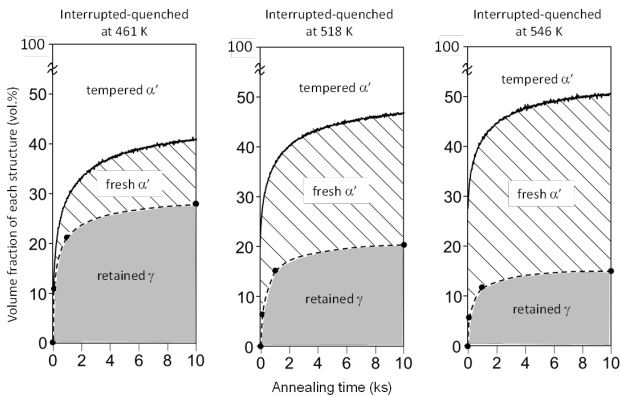 Interrupted-quenched
at 461 K
Interrupted-quenched
at 518 K
Interrupted-quenched
at 546 K
Volume fraction of each structure (vol.%)
100
50
40
30
20
10
0
tempered α′
fresh α′
retained γ
0 2 4 6 8 10
100
50
40
30
20
10
0
tempered α′
fresh α′
retained γ
0 2 4 6 8 10
100
50
40
30
20
10
0
tempered α′
fresh α′
retained γ
0 2 4 6 8 10
Annealing time (ks)